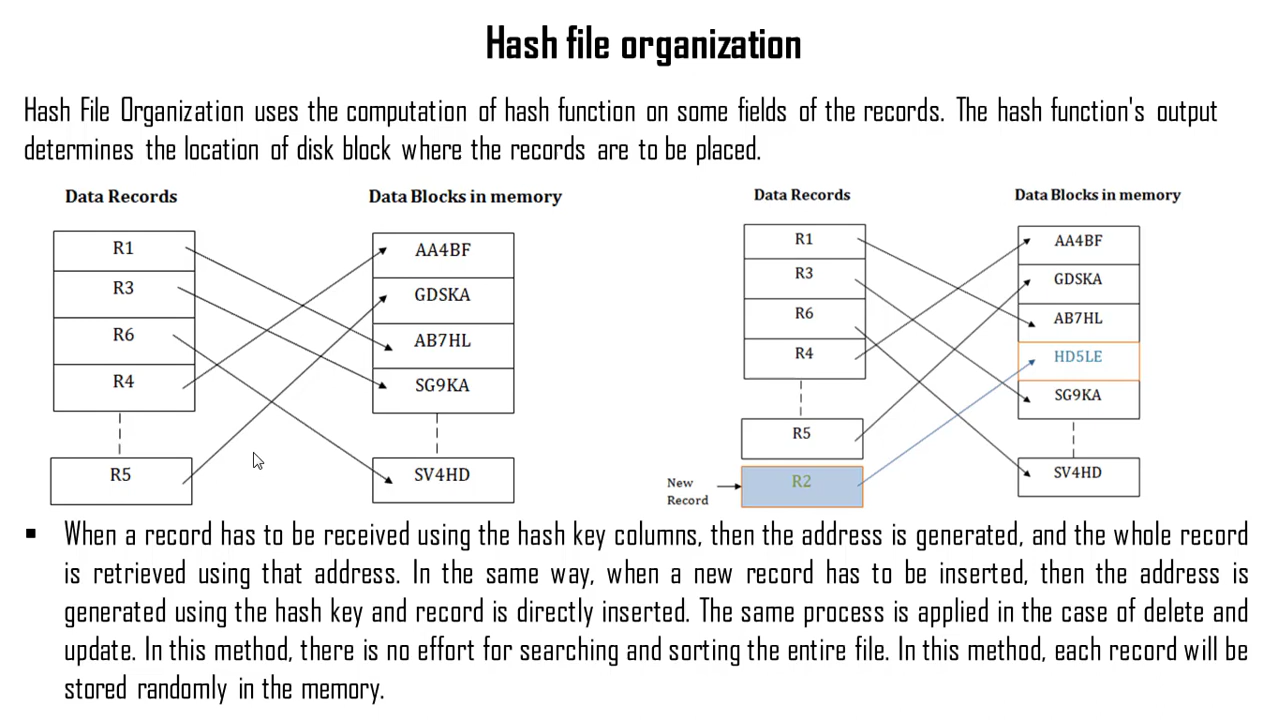 Hash file organization
Hash File Organization uses the computation of hash function on some fields of the records. The hash function's output
determines the location of disk block where the records are to be placed.
Data Records
Data Blocks in memory
R1
R3
R6
R4
R5
AA4BF
GDSKA
AB7HL
SG9KA
SV4HD
Data Records
Data Blocks in memory
R1
R3
R6
R4
R5
New
Record
R2
AA4BF
GDSKA
AB7HL
HD5LE
SG9KA
SV4HD
▪ When a record has to be received using the hash key columns, then the address is generated, and the whole record
is retrieved using that address. In the same way, when a new record has to be inserted, then the address is
generated using the hash key and record is directly inserted. The same process is applied in the case of delete and
update. In this method, there is no effort for searching and sorting the entire file. In this method, each record will be
stored randomly in the memory.